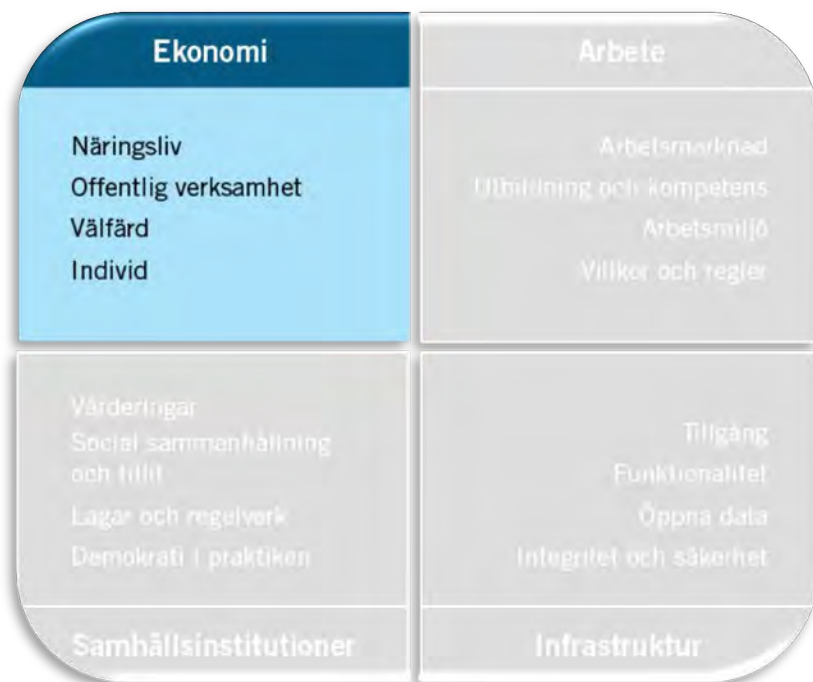 Ekonomi
Näringsliv
Offentlig verksamhet
Välfärd
Individ
Arbete
Arbetsmarknad
Utbildning och kompetens
Arbetsmiljö
Villkor och regler
Värderingar
Social sammanhållning
och tillit
Lagar och regelverk
Demokrati i praktiken
Samhällsinstitutioner
Tillgång
Funktionalitet
Öppna data
Integritet och säkerhet
Infrastruktur